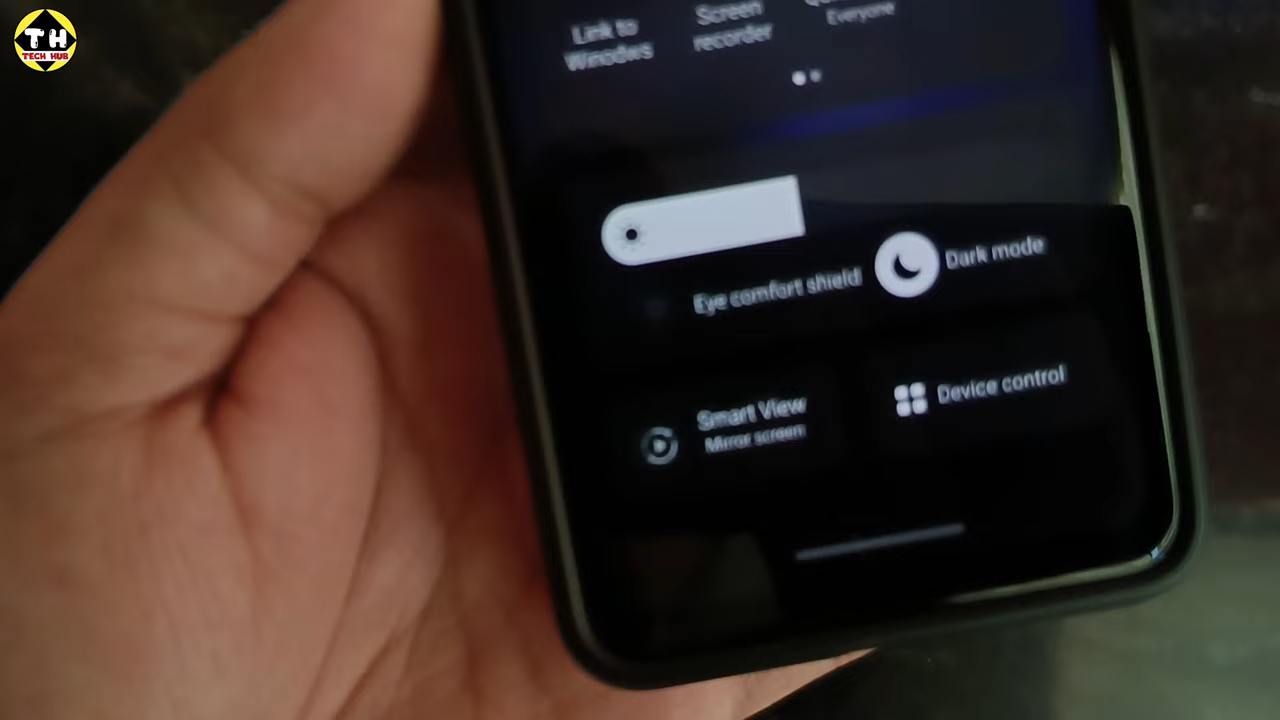 TH
TECH HUB
Link to
Winodws
Screen
recorder
Everyone
Eye comfort shield
Dark mode
Smart View
Mirror screen
Device control